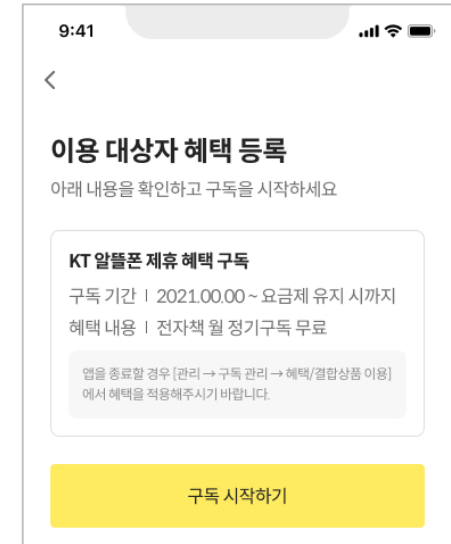 9:41
이용 대상자 혜택 등록
아래 내용을 확인하고 구독을 시작하세요
KT 알뜰폰 제휴 혜택 구독
구독 기간 | 2021.00.00 ~ 요금제 유지 시까지
혜택 내용 | 전자책 월 정기구독 무료
앱을 종료할 경우 [관리 → 구독 관리 → 혜택/결합상품 이용]
에서 혜택을 적용해주시기 바랍니다.
구독 시작하기